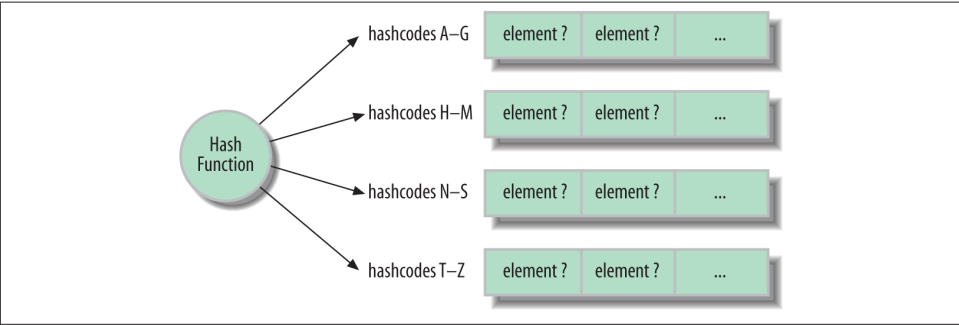 hashcodes A–G element ? element ? ...
hashcodes H–M element ? element ? ...
Hash
Function
hashcodes N–S element ? element ? ...
hashcodes T–Z element ? element ? ...